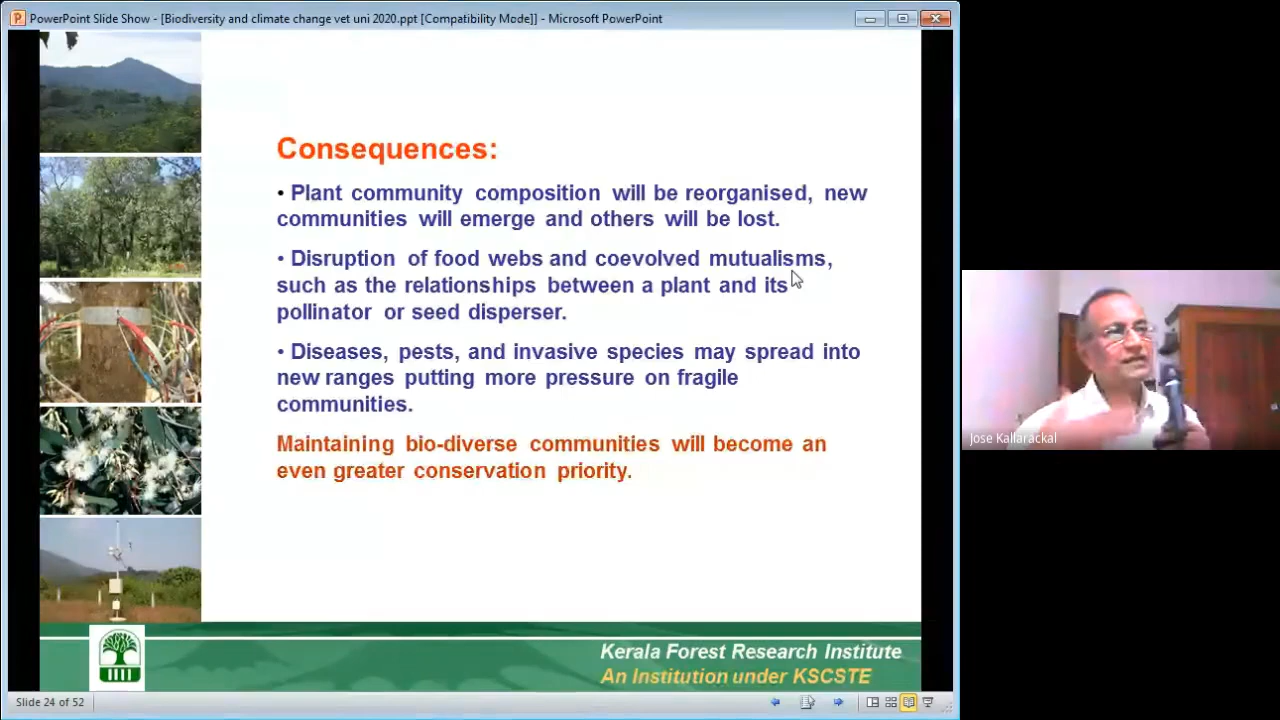 PowerPoint Slide Show - [Biodiversity and climate change vet uni 2020.ppt [Compatibility Mode]] - Microsoft PowerPoint
Consequences:
• Plant community composition will be reorganised, new
communities will emerge and others will be lost.
• Disruption of food webs and coevolved mutualisms,
such as the relationships between a plant and its
pollinator or seed disperser.
• Diseases, pests, and invasive species may spread into
new ranges putting more pressure on fragile
communities.
Maintaining bio-diverse communities will become an
even greater conservation priority.
Jose Kallarackal
Kerala Forest Research Institute
An Institution under KSCSTE
Slide 24 of 52